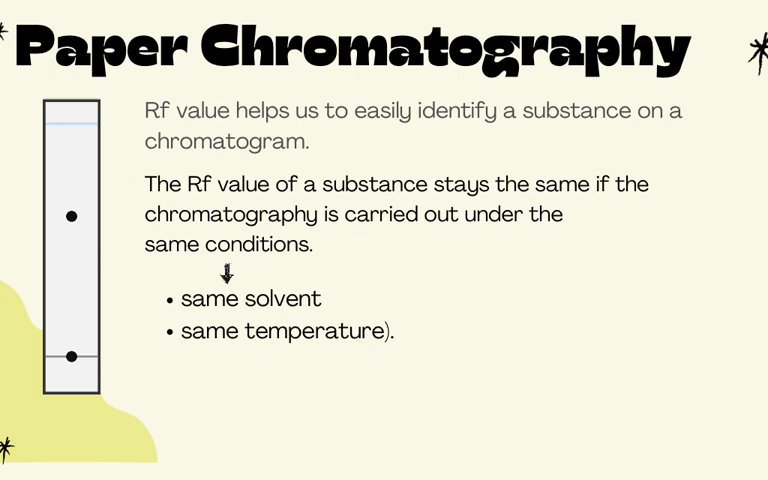 Paper Chromatography
Rf value helps us to easily identify a substance on a
chromatogram.
The Rf value of a substance stays the same if the
chromatography is carried out under the
same conditions.
• same solvent
• same temperature).